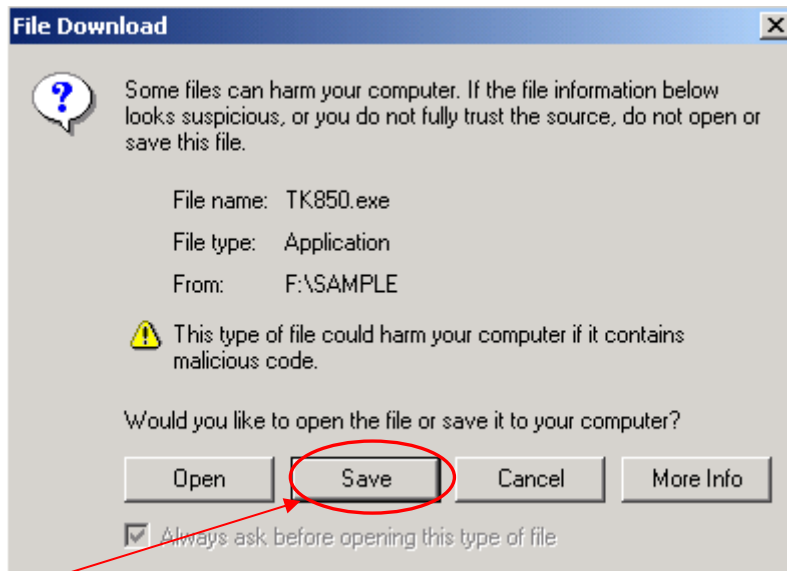 File Download
Some files can harm your computer. If the file information below
looks suspicious, or you do not fully trust the source, do not open or
save this file.
File name: TK850.exe
File type: Application
From: F:\SAMPLE
This type of file could harm your computer if it contains
malicious code.
Would you like to open the file or save it to your computer?
Open Save Cancel More Info
Always ask before opening this type of file